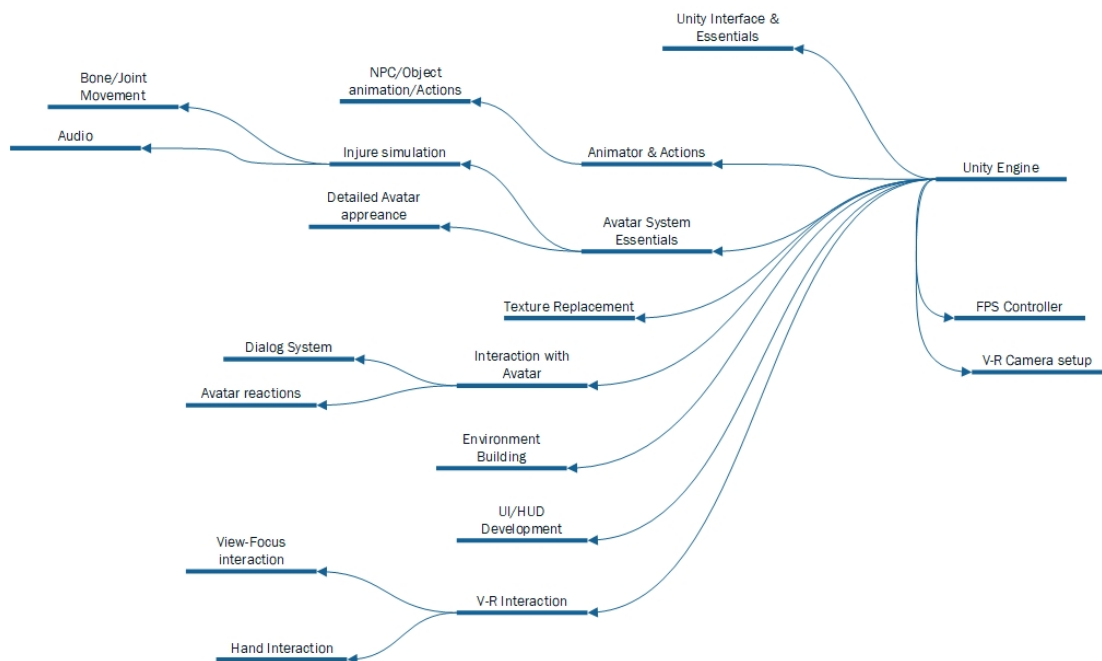 Unity Interface &
Essentials
Bone/Joint
Movement
NPC/Object
animation/Actions
Audio
Injure simulation
Animator & Actions
Unity Engine
Detailed Avatar
appreance
Avatar System
Essentials
Texture Replacement
FPS Controller
Dialog System
Interaction with
Avatar
V-R Camera setup
Avatar reactions
Environment
Building
UI/HUD
Development
View-Focus
interaction
V-R Interaction
Hand Interaction